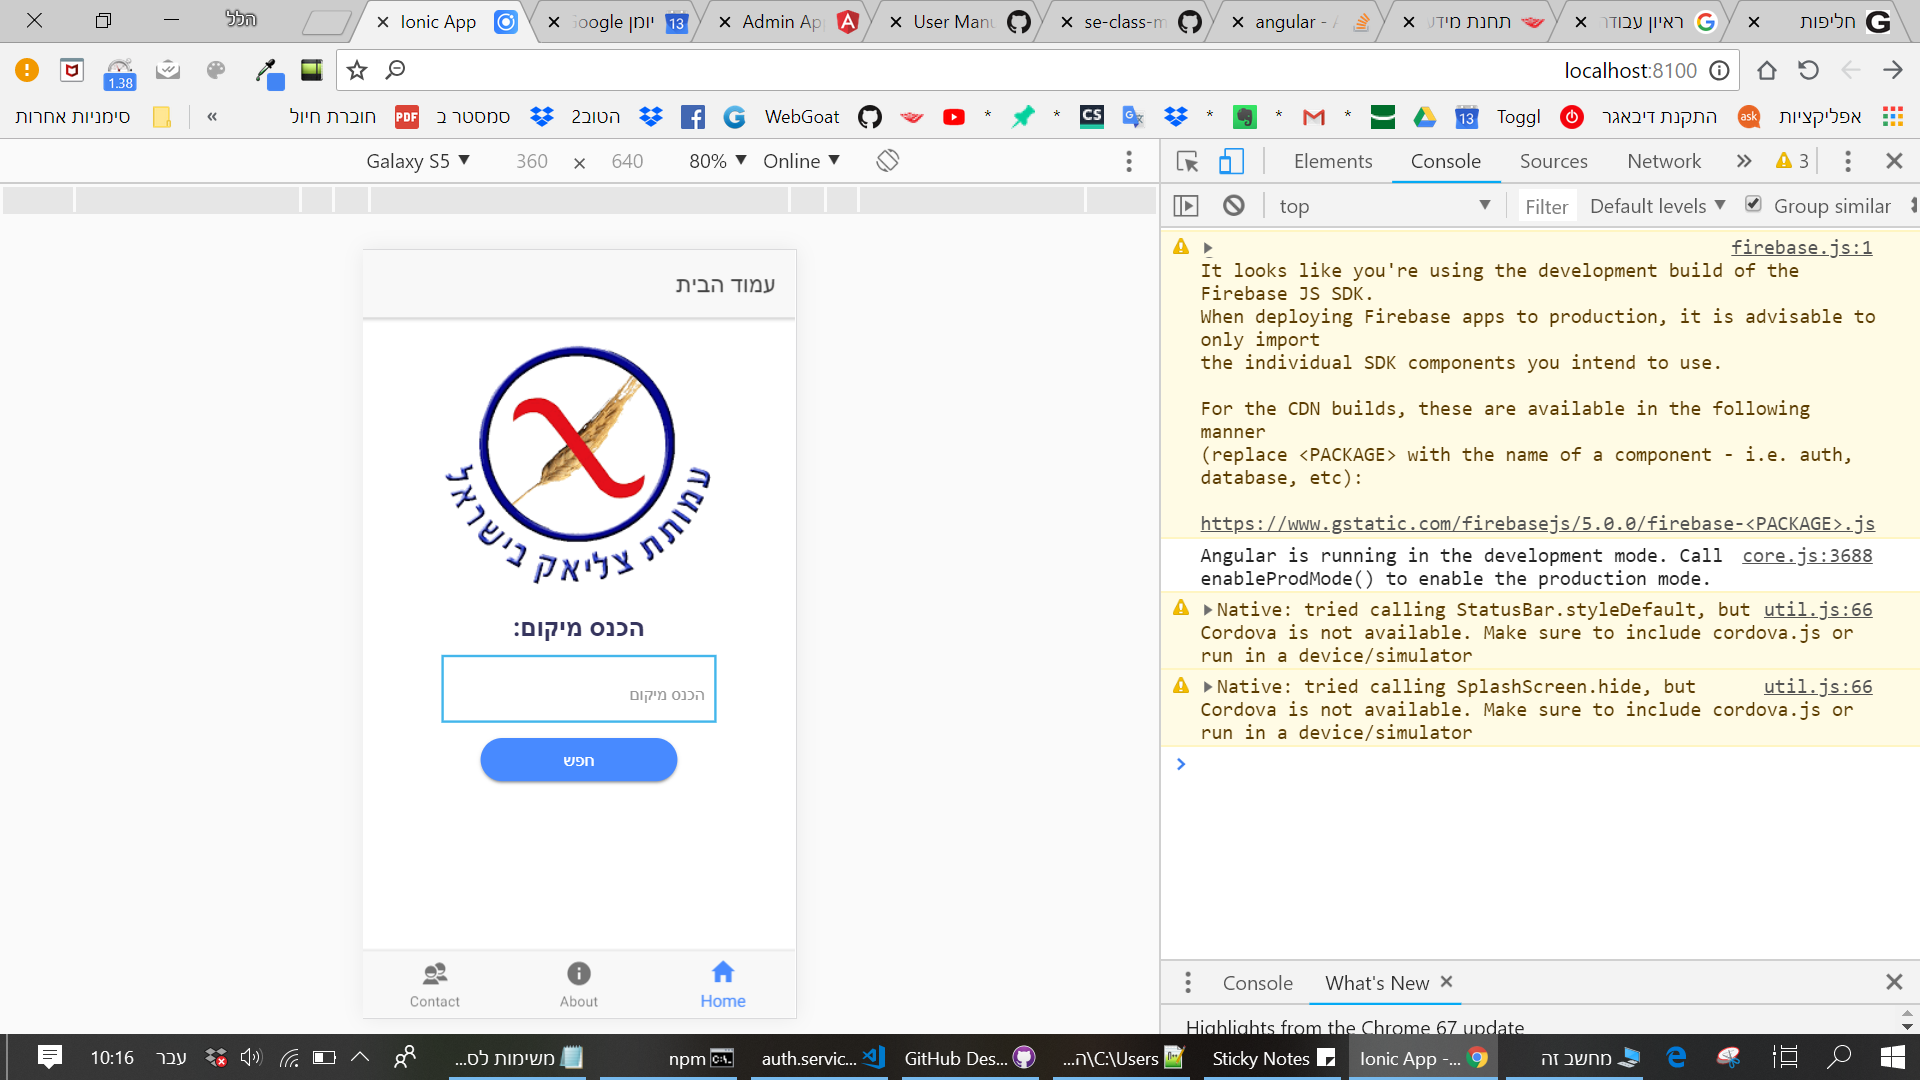 הלל
Ionic App
יומן Google
Admin Ap
User Manu
se-class-m
angular - A
תחנת מידע
ראיון עבודה
חליפות
1.38
localhost:8100
סימניות אחרות
»
חוברת חיול
סמסטר ב
הטוב2
WebGoat
*
*
*
*
*
Toggl
התקנת דיבאגר
אפליקציות
Galaxy S5 ▼
360 × 640
80% ▼
Online ▼
Elements
Console
Sources
Network
»
3
top
Filter
Default levels ▼
Group similar
firebase.js:1
It looks like you're using the development build of the
Firebase JS SDK.
When deploying Firebase apps to production, it is advisable to
only import
the individual SDK components you intend to use.
For the CDN builds, these are available in the following
manner
(replace <PACKAGE> with the name of a component - i.e. auth,
database, etc):
https://www.gstatic.com/firebasejs/5.0.0/firebase-<PACKAGE>.js
Angular is running in the development mode. Call core.js:3688
enableProdMode() to enable the production mode.
Native: tried calling StatusBar.styleDefault, but util.js:66
Cordova is not available. Make sure to include cordova.js or
run in a device/simulator
Native: tried calling SplashScreen.hide, but util.js:66
Cordova is not available. Make sure to include cordova.js or
run in a device/simulator
עמוד הבית
עמותת צליאק בישראל
הכנס מיקום:
הכנס מיקום
חפש
Contact
About
Home
Console
What's New
Highlights from the Chrome 67 update
10:16
עבר
משימות לס...
npm
auth.servic...
GitHub Des...
C:\Users\ה...
Sticky Notes
Ionic App -...
מחשב זה